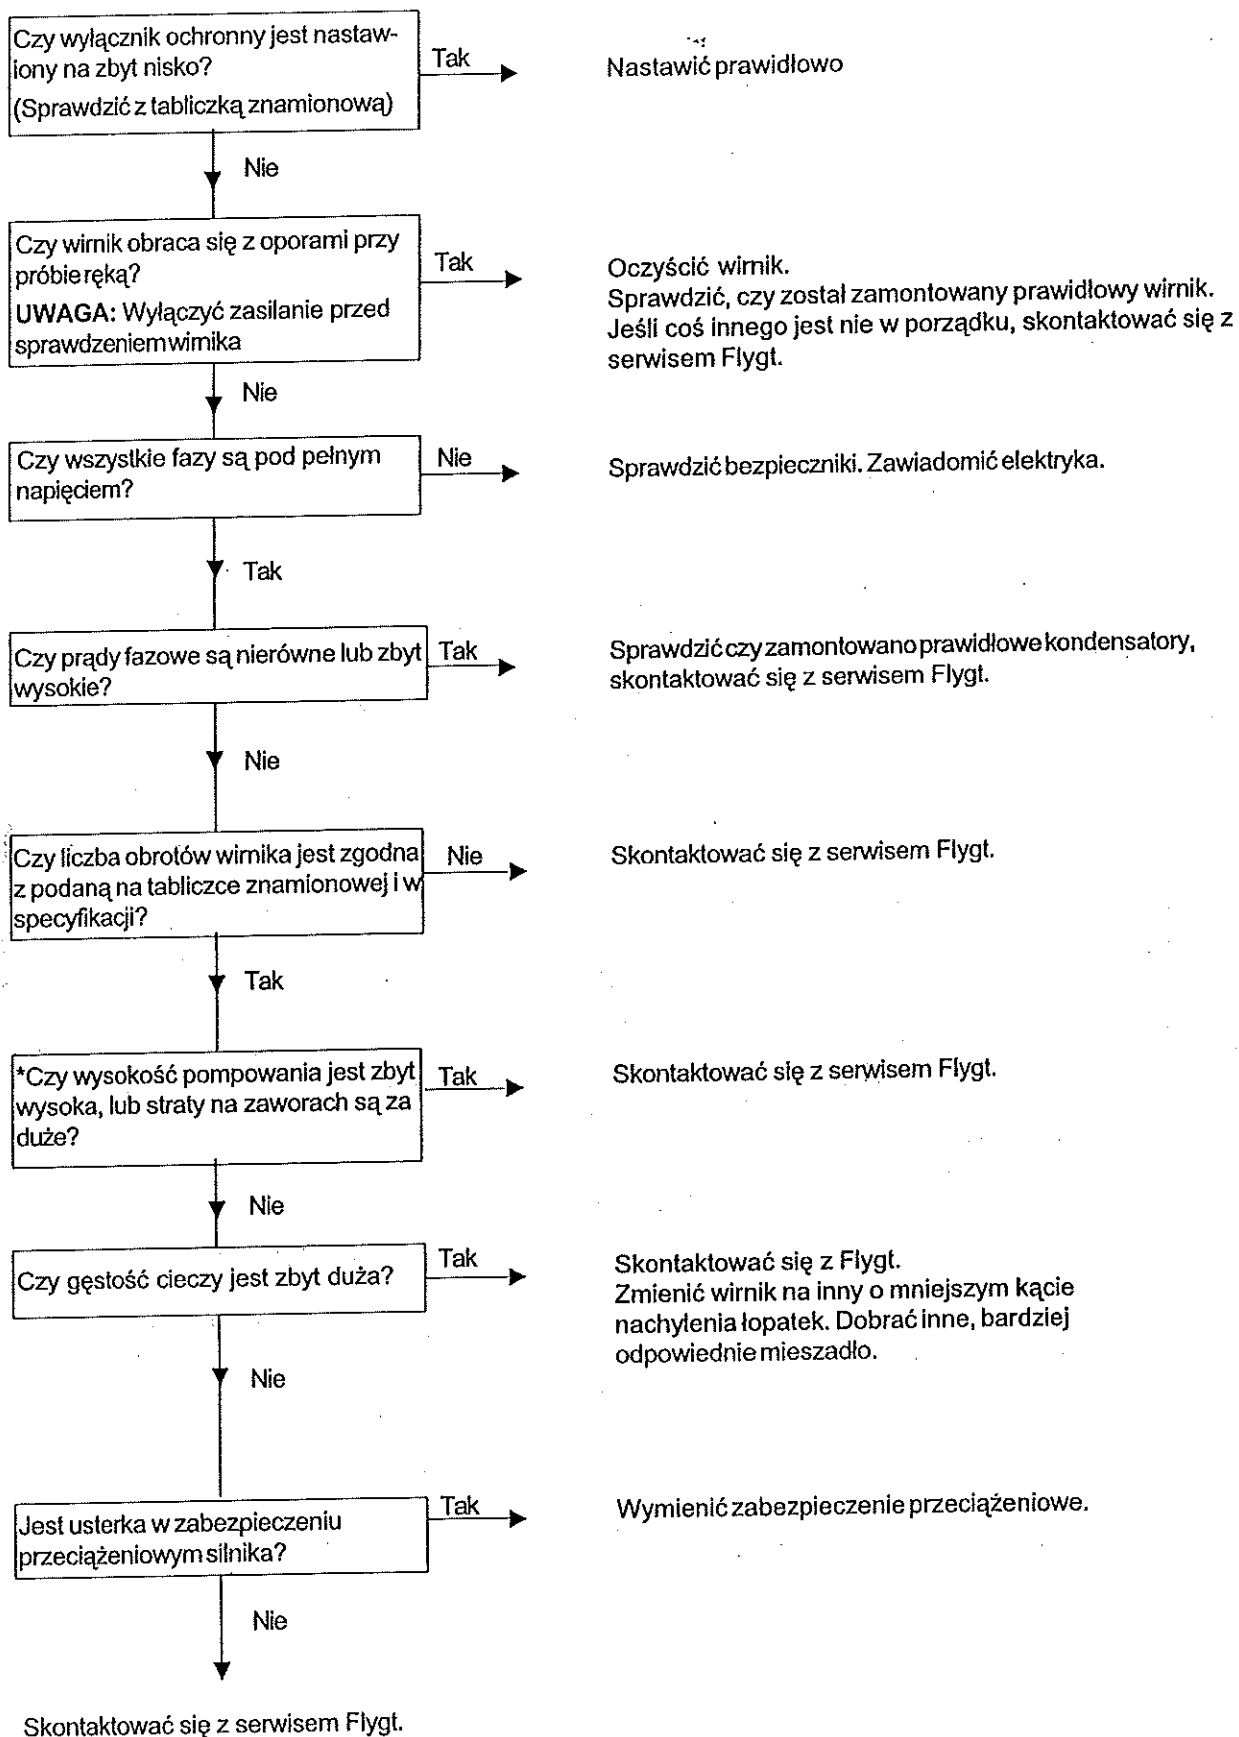 Czy wyłącznik ochronny jest nastaw-
iony na zbyt nisko?
(Sprawdzić z tabliczką znamionową)
Tak
Nastawić prawidłowo
Nie
Czy wirnik obraca się z oporami przy
próbie ręką?
UWAGA: Wyłączyć zasilanie przed
sprawdzeniem wirnika
Tak
Oczyścić wirnik.
Sprawdzić, czy został zamontowany prawidłowy wirnik.
Jeśli coś innego jest nie w porządku, skontaktować się z
serwisem Flygt.
Nie
Czy wszystkie fazy są pod pełnym
napięciem?
Nie
Sprawdzić bezpieczniki. Zawiadomić elektryka.
Tak
Czy prądy fazowe są nierówne lub zbyt
wysokie?
Tak
Sprawdzić czy zamontowano prawidłowe kondensatory,
skontaktować się z serwisem Flygt.
Nie
Czy liczba obrotów wirnika jest zgodna
z podaną na tabliczce znamionowej i w
specyfikacji?
Nie
Skontaktować się z serwisem Flygt.
Tak
*Czy wysokość pompowania jest zbyt
wysoka, lub straty na zaworach są za
duże?
Tak
Skontaktować się z serwisem Flygt.
Nie
Czy gęstość cieczy jest zbyt duża?
Tak
Skontaktować się z Flygt.
Zmienić wirnik na inny o mniejszym kącie
nachylenia łopatek. Dobrać inne, bardziej
odpowiednie mieszadło.
Nie
Jest usterka w zabezpieczeniu
przeciążeniowym silnika?
Tak
Wymienić zabezpieczenie przeciążeniowe.
Nie
Skontaktować się z serwisem Flygt.